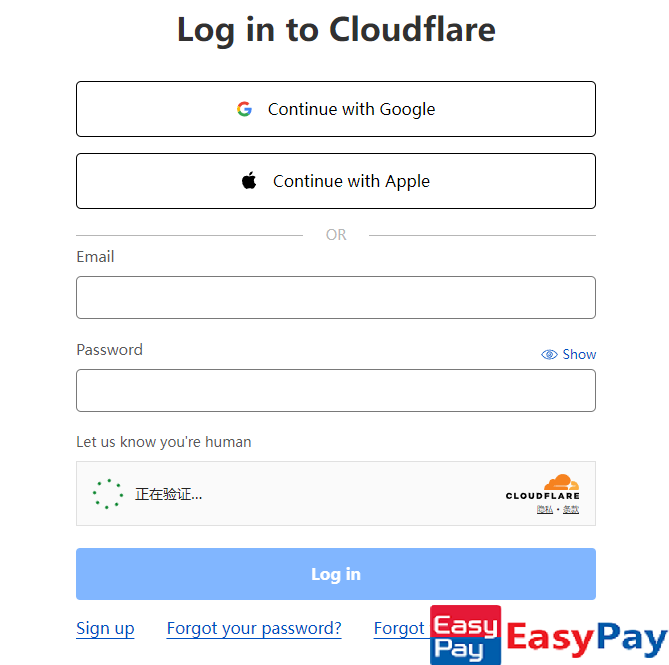 Log in to Cloudflare
Continue with Google
Continue with Apple
OR
Email
Password
Show
Let us know you're human
正在验证...
CLOUDFLARE
隐私 • 条款
Log in
Sign up
Forgot your password?
Forgot
Easy
Pay
EasyPay